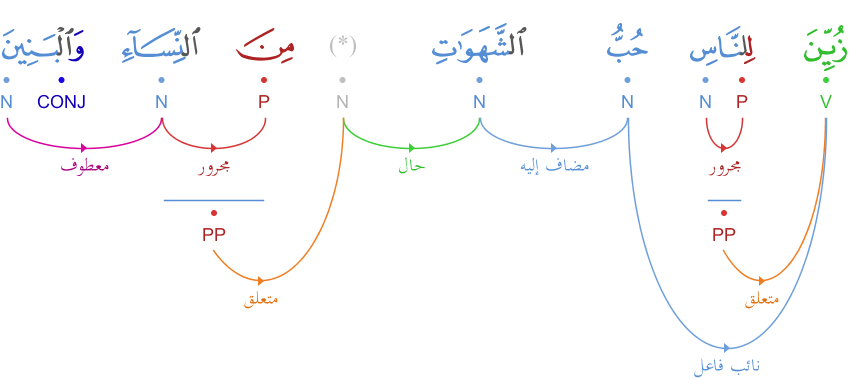 زُيِّنَ لِلنَّاسِ حُبُّ ٱلشَّهَوَٰتِ (*) مِنَ ٱلنِّسَآءِ وَٱلْبَنِينَ
V P N N N N P N CONJ N
مجرور مضاف إليه حال مجرور معطوف
PP PP
متعلق متعلق
نائب فاعل